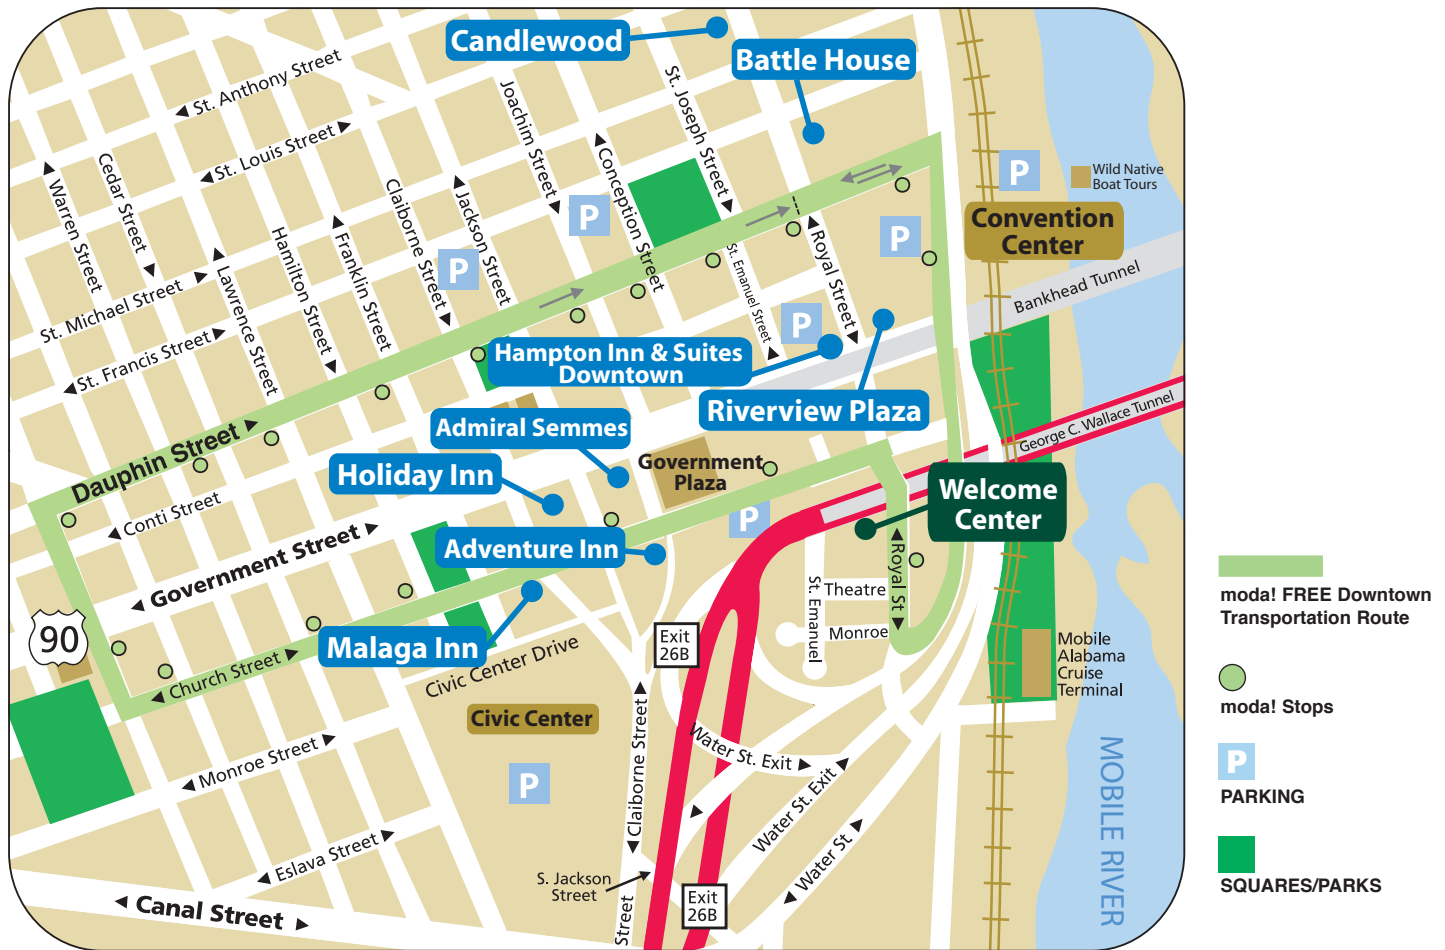 Candlewood
Battle House
St. Anthony Street
St. Louis Street
Joachim Street
St. Joseph Street
Conception Street
Cedar Street
Warren Street
Claiborne Street
Jackson Street
Franklin Street
Hamilton Street
Lawrence Street
St. Michael Street
St. Francis Street
P
P
P
P
P
Wild Native
Boat Tours
Convention
Center
Bankhead Tunnel
Royal Street
St. Emanuel Street
Hampton Inn & Suites
Downtown
Riverview Plaza
George C. Wallace Tunnel
Admiral Semmes
Holiday Inn
Government
Plaza
Dauphin Street
Conti Street
Government Street
Adventure Inn
P
Welcome
Center
Royal St
St. Emanuel
Theatre
Monroe
90
Malaga Inn
Church Street
Civic Center Drive
Exit
26B
Civic Center
P
Mobile
Alabama
Cruise
Terminal
Claiborne Street
Water St. Exit
Water St. Exit
Water St
Monroe Street
Eslava Street
Canal Street
S. Jackson
Street
Street
Exit
26B
MOBILE RIVER
moda! FREE Downtown
Transportation Route
moda! Stops
P
PARKING
SQUARES/PARKS